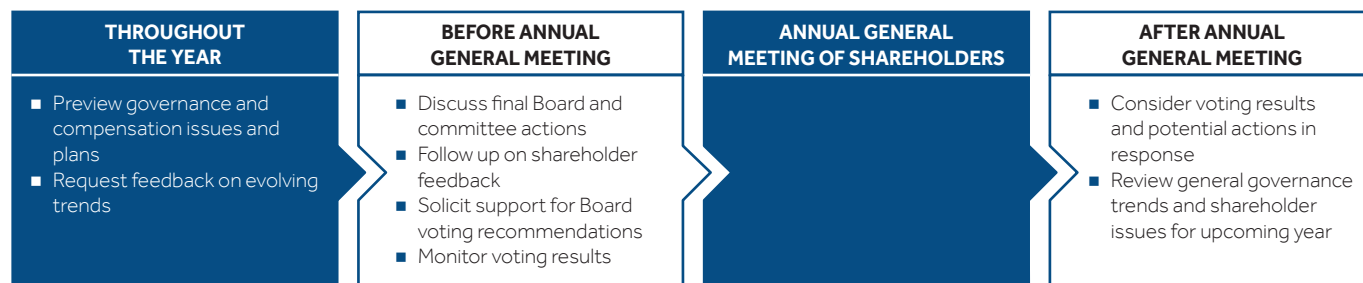 THROUGHOUT
THE YEAR
■ Preview governance and
compensation issues and
plans
■ Request feedback on evolving
trends
BEFORE ANNUAL
GENERAL MEETING
■ Discuss final Board and
committee actions
■ Follow up on shareholder
feedback
■ Solicit support for Board
voting recommendations
■ Monitor voting results
ANNUAL GENERAL
MEETING OF SHAREHOLDERS
AFTER ANNUAL
GENERAL MEETING
■ Consider voting results
and potential actions in
response
■ Review general governance
trends and shareholder
issues for upcoming year